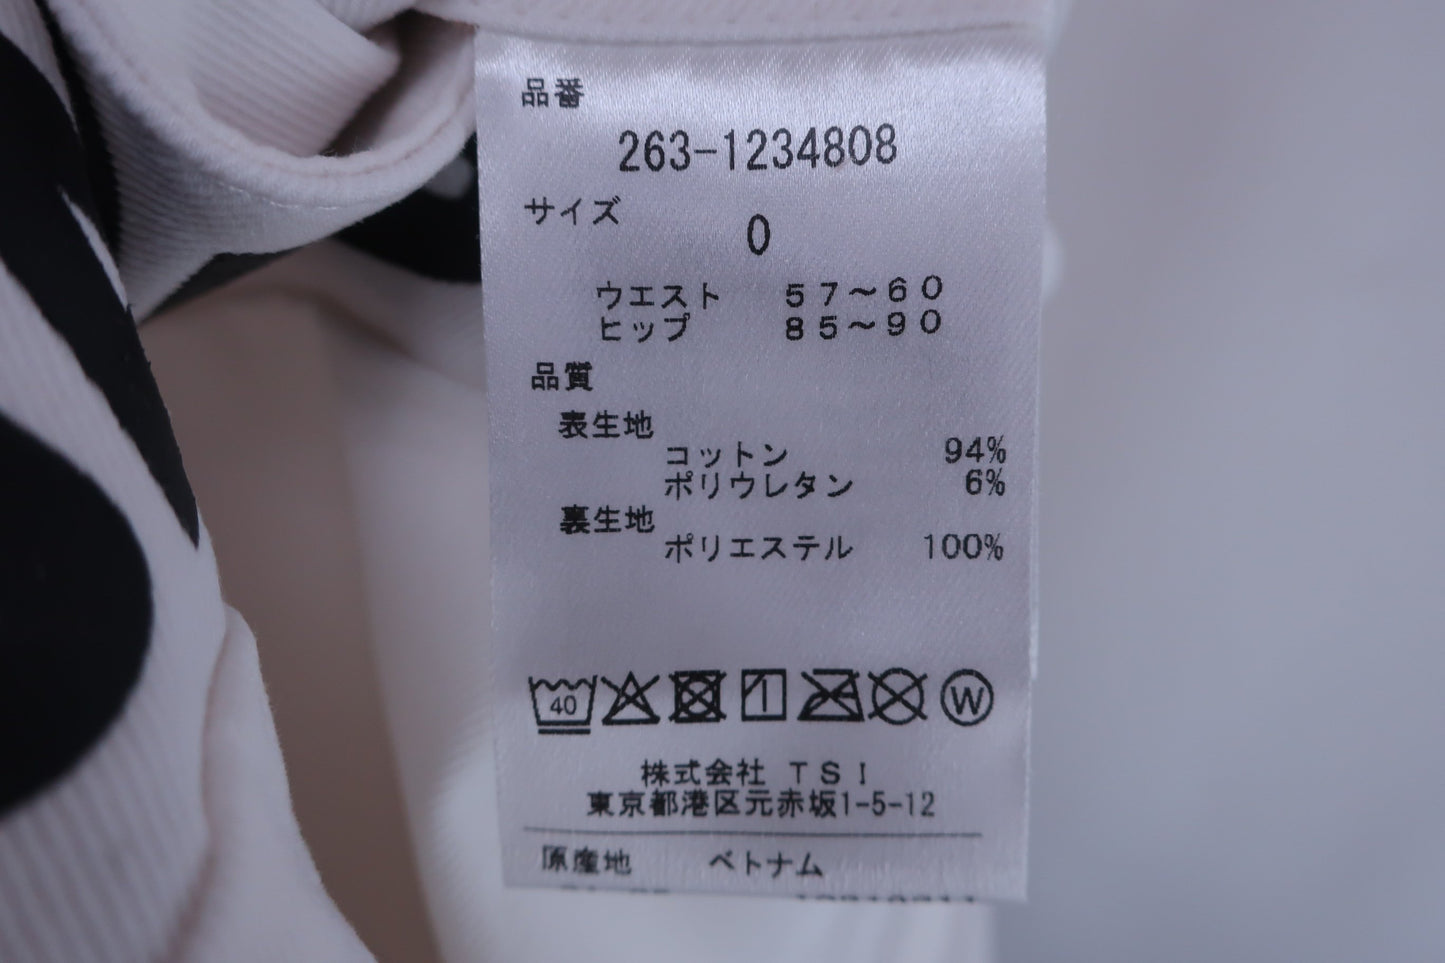 品番
263-1234808
サイズ
0
ウエスト 57～60
ヒップ 85～90
品質
表生地
コットン 94%
ポリウレタン 6%
裏生地
ポリエステル 100%
40
W
株式会社 TSI
東京都港区元赤坂1-5-12
原産地 ベトナム